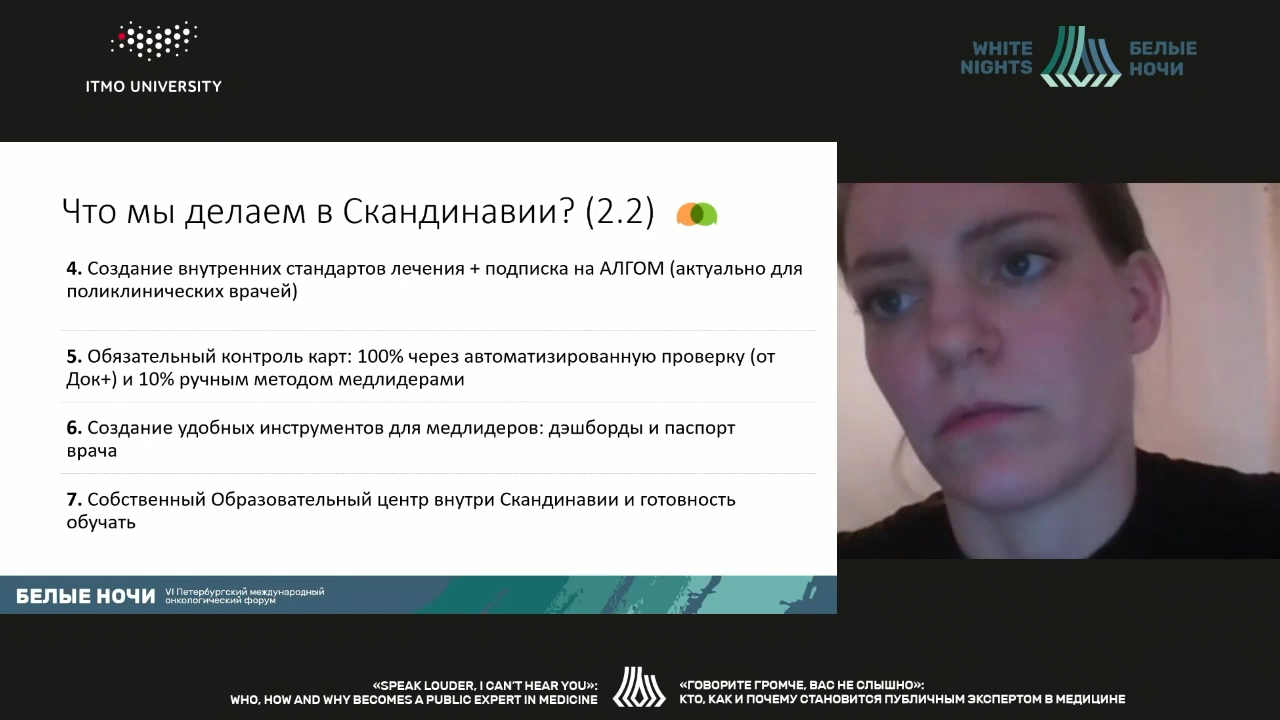 ITMO UNIVERSITY
WHITE
NIGHTS
БЕЛЫЕ
НОЧИ
Что мы делаем в Скандинавии? (2.2)
4. Создание внутренних стандартов лечения + подписка на АЛГОМ (актуально для
поликлинических врачей)
5. Обязательный контроль карт: 100% через автоматизированную проверку (от
Док+) и 10% ручным методом медлидерами
6. Создание удобных инструментов для медлидеров: дэшборды и паспорт
врача
7. Собственный Образовательный центр внутри Скандинавии и готовность
обучать
БЕЛЫЕ НОЧИ
VI Петербургский международный
онкологический форум
«SPEAK LOUDER, I CAN'T HEAR YOU»:
WHO, HOW AND WHY BECOMES A PUBLIC EXPERT IN MEDICINE
«ГОВОРИТЕ ГРОМЧЕ, ВАС НЕ СЛЫШНО»:
КТО, КАК И ПОЧЕМУ СТАНОВИТСЯ ПУБЛИЧНЫМ ЭКСПЕРТОМ В МЕДИЦИНЕ